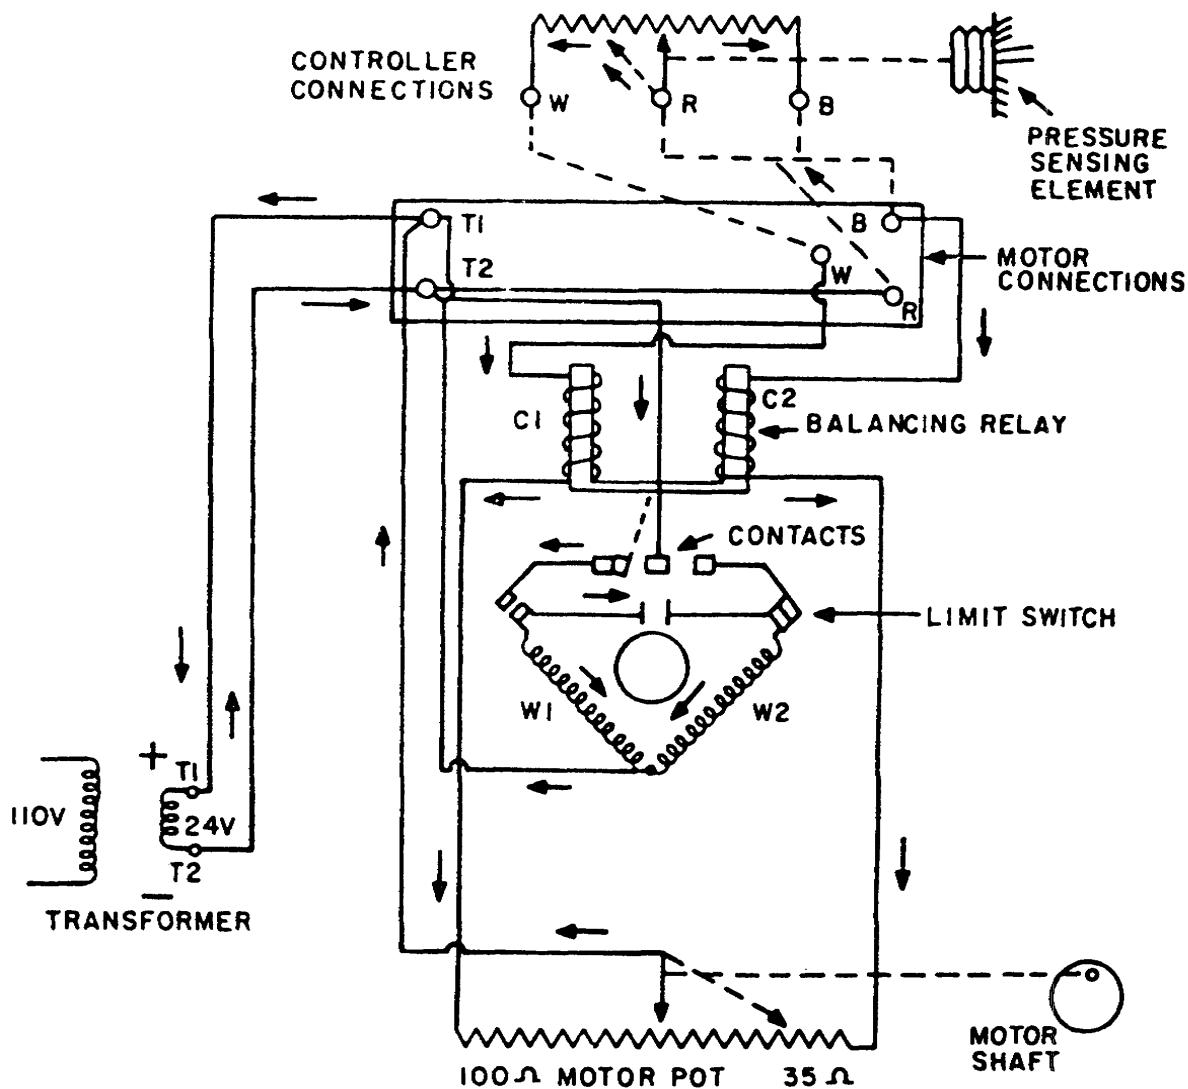 CONTROLLER
CONNECTIONS
W
R
B
PRESSURE
SENSING
ELEMENT
T1
B
T2
W
MOTOR
CONNECTIONS
R
C1
C2
BALANCING RELAY
CONTACTS
LIMIT SWITCH
W1
W2
+
T1
110V
24V
T2
−
TRANSFORMER
MOTOR
SHAFT
100Ω MOTOR POT 35Ω